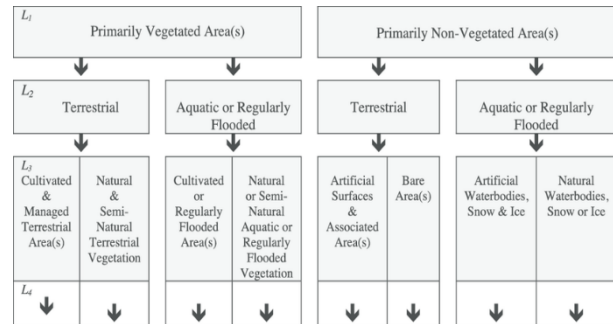 L1
Primarily Vegetated Area(s)
Primarily Non-Vegetated Area(s)
L2
Terrestrial
Aquatic or Regularly
Flooded
Terrestrial
Aquatic or Regularly
Flooded
L3
Cultivated
&
Managed
Terrestrial
Area(s)
Natural
&
Semi-
Natural
Terrestrial
Vegetation
Cultivated
or
Regularly
Flooded
Area(s)
Natural
or Semi-
Natural
Aquatic or
Regularly
Flooded
Vegetation
Artificial
Surfaces
&
Associated
Area(s)
Bare
Area(s)
Artificial
Waterbodies,
Snow & Ice
Natural
Waterbodies,
Snow or Ice
L4